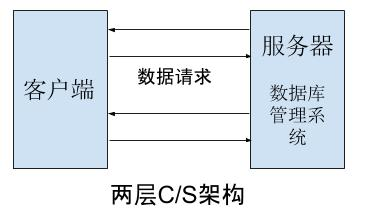 客户端
数据请求
服务器
数据库
管理系
统
两层C/S架构